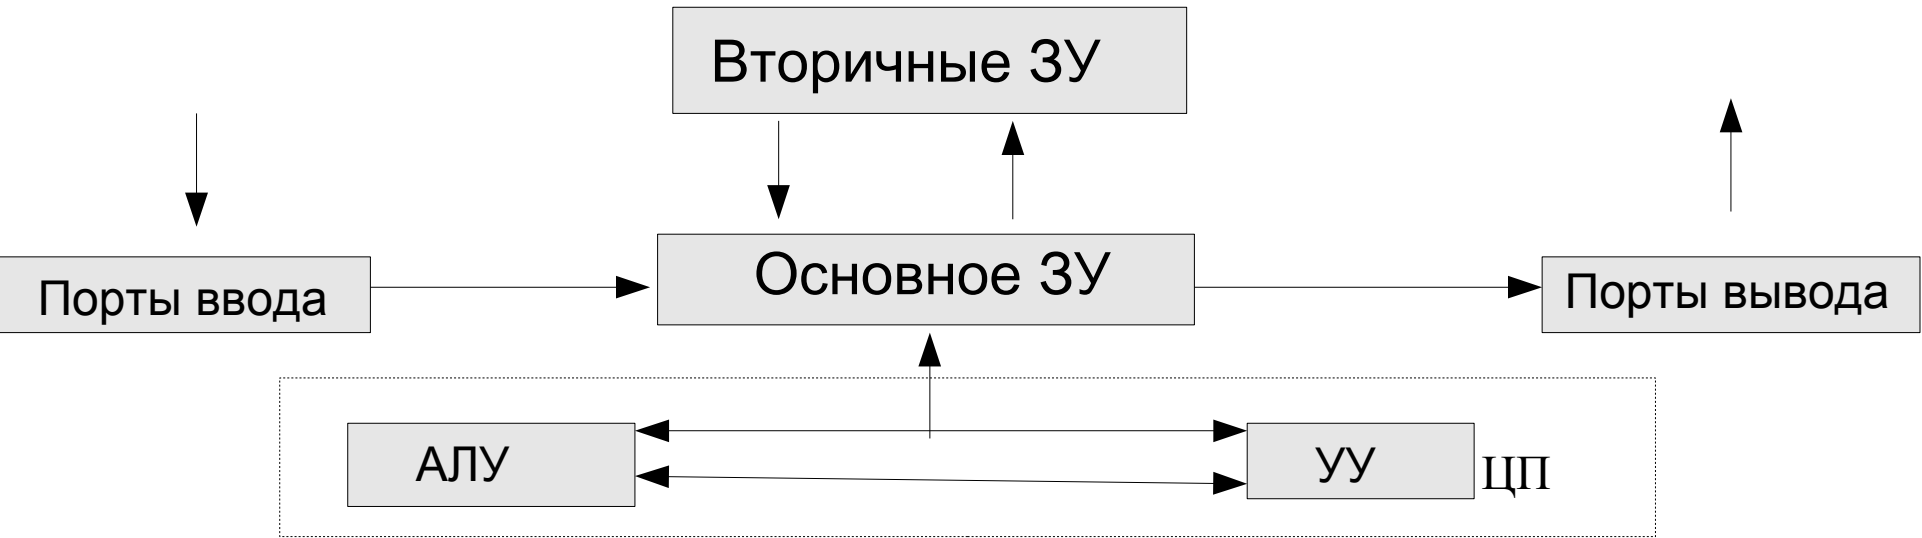 Вторичные ЗУ
Основное ЗУ
Порты ввода
Порты вывода
АЛУ
УУ
ЦП